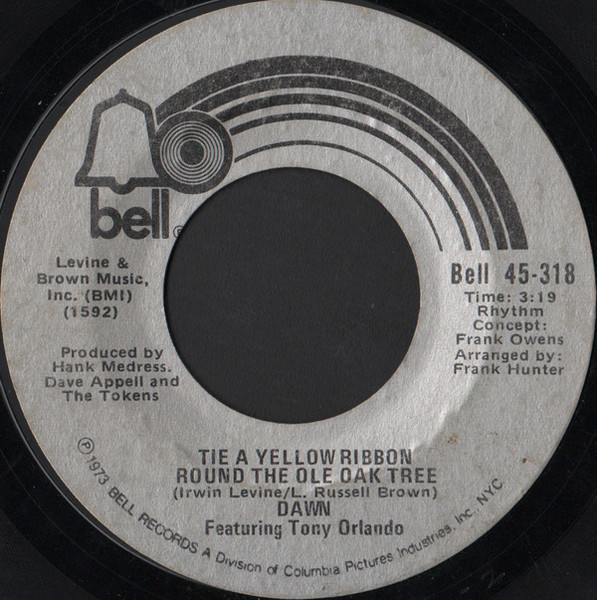 bell
Levine &
Brown Music,
Inc. (BMI)
(1592)
Produced by
Hank Medress.
Dave Appell and
The Tokens
Bell 45-318
Time: 3:19
Rhythm
Concept:
Frank Owens
Arranged by:
Frank Hunter
TIE A YELLOW RIBBON
ROUND THE OLE OAK TREE
(Irwin Levine/L. Russell Brown)
DAWN
Featuring Tony Orlando
℗ 1973 BELL RECORDS A Division of Columbia Pictures Industries, Inc. N.Y.C.